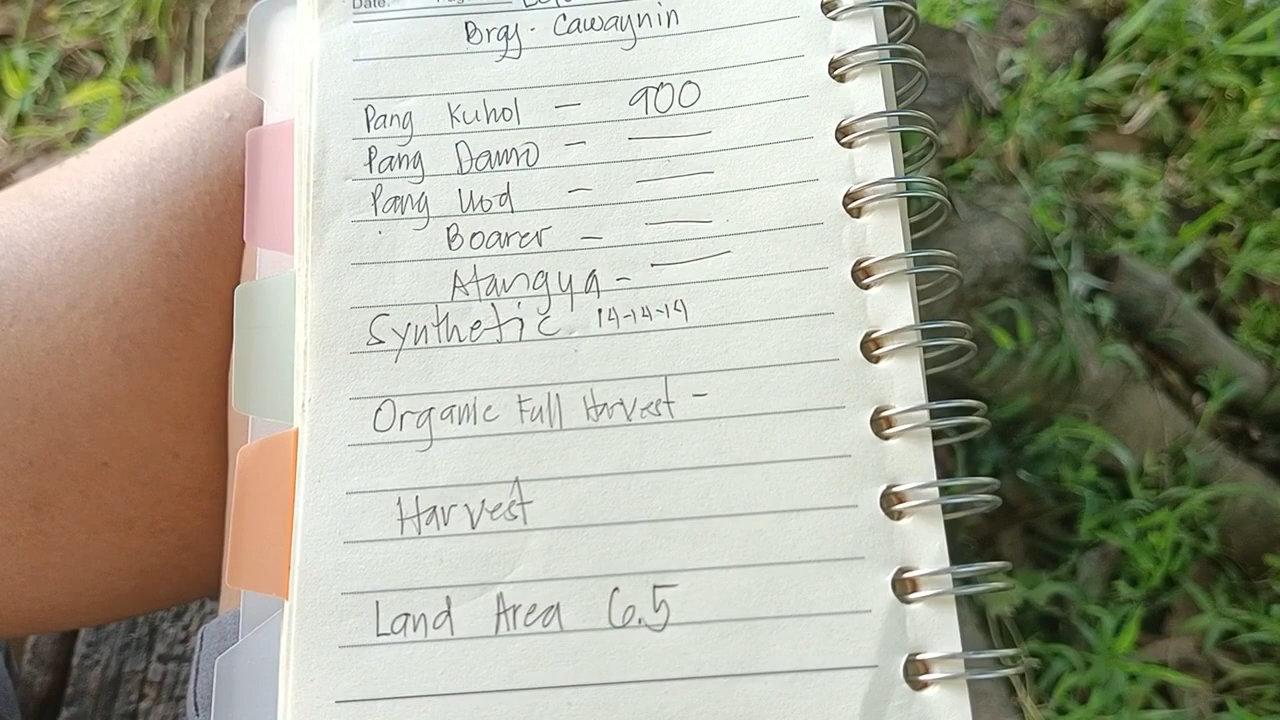 Date:
Brgy. Cawaynin
Pang Kuhol - 900
Pang Damo -
Pang Uod -
Boarer -
Atangya -
Synthetic 14-14-14
Organic Full Harvest -
Harvest
Land Area 6.5